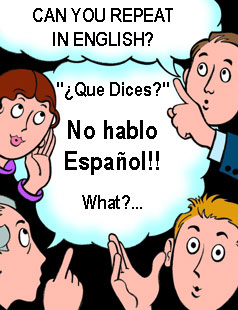 CAN YOU REPEAT
IN ENGLISH?
"¿Que Dices?"
No hablo
Español!!
What?...